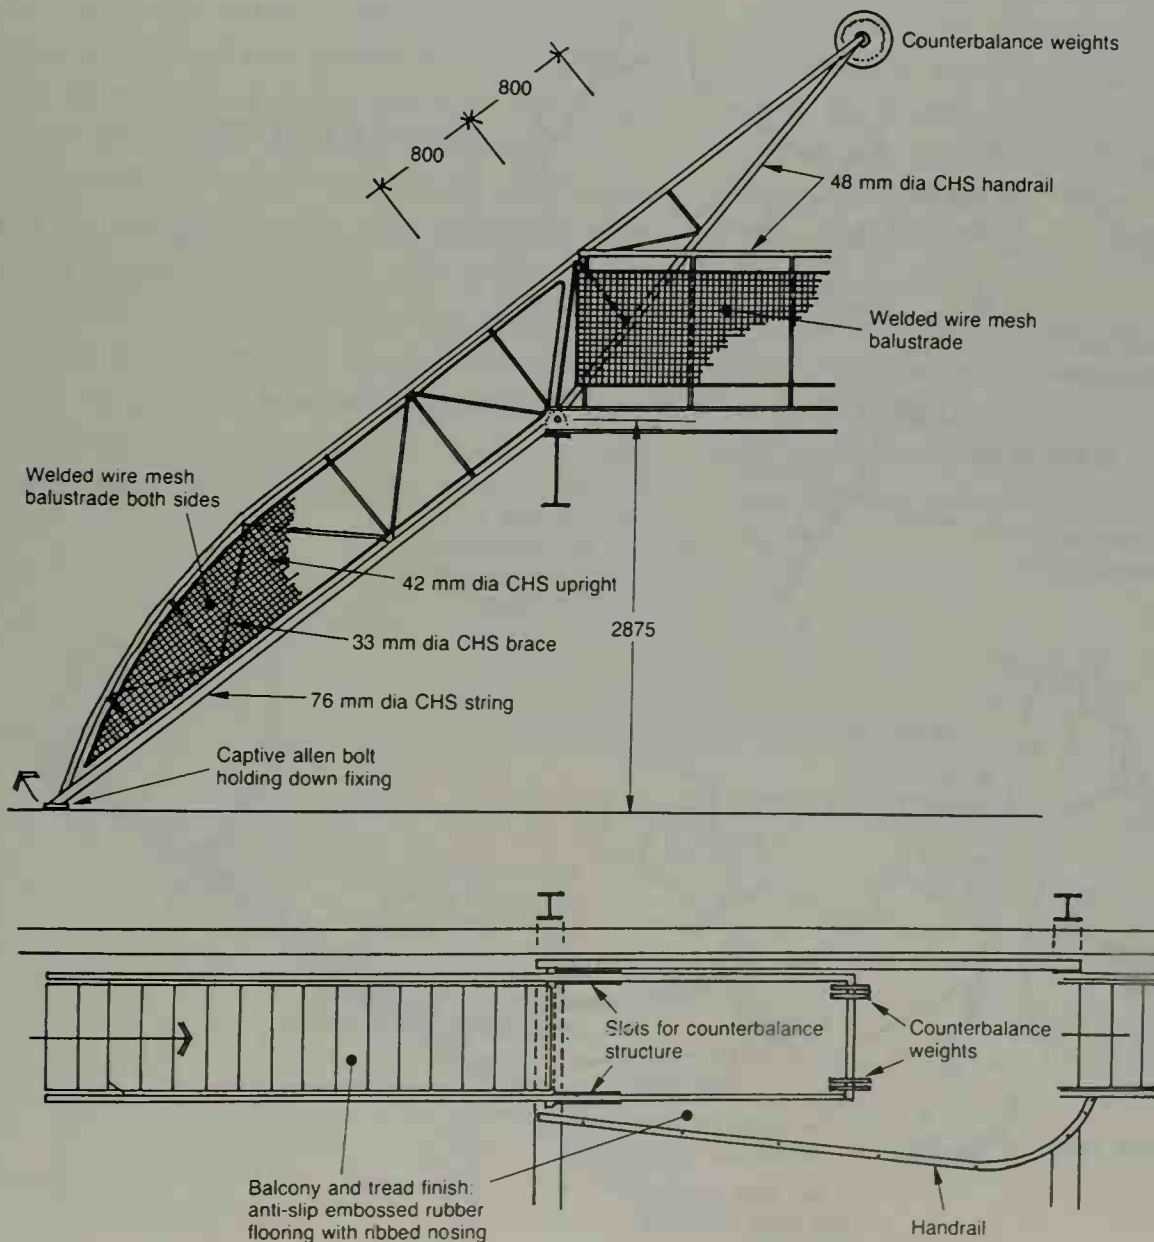 Counterbalance weights
800
800
48 mm dia CHS handrail
Welded wire mesh
balustrade
Welded wire mesh
balustrade both sides
42 mm dia CHS upright
33 mm dia CHS brace
2875
76 mm dia CHS string
Captive allen bolt
holding down fixing
Slots for counterbalance
structure
Counterbalance
weights
Balcony and tread finish:
anti-slip embossed rubber
flooring with ribbed nosing
Handrail